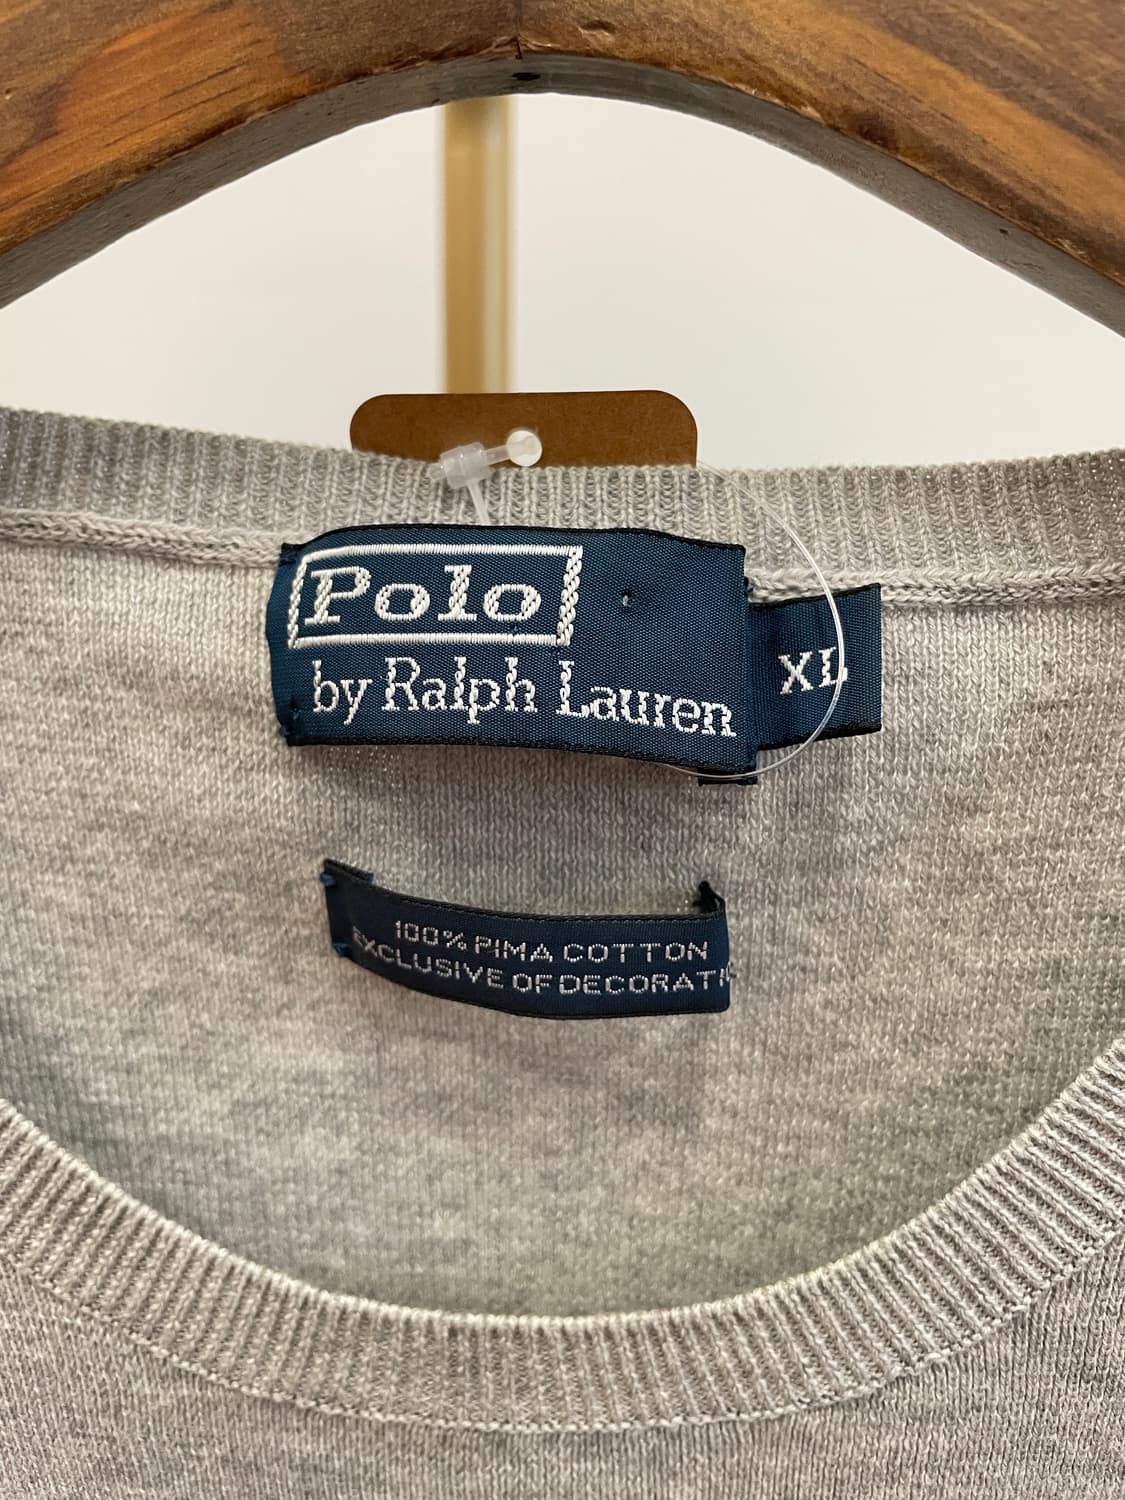 Polo
by Ralph Lauren
XL
100% PIMA COTTON
EXCLUSIVE OF DECORATI